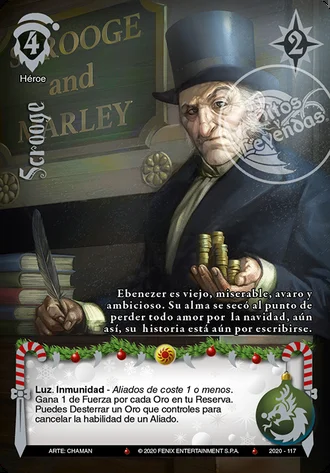 4
2
Héroe
SCROOGE
and
MARLEY
Scrooge
Mitos
y
Leyendas
Ebenezer es viejo, miserable, avaro y
ambicioso. Su alma se secó al punto de
perder todo amor por la navidad, aún
así, su historia está aún por escribirse.
Luz. Inmunidad - Aliados de coste 1 o menos.
Gana 1 de Fuerza por cada Oro en tu Reserva.
Puedes Desterrar un Oro que controles para
cancelar la habilidad de un Aliado.
ARTE: CHAMAN
© 2020 FENIX ENTERTAINMENT S.P.A.
2020 - 117